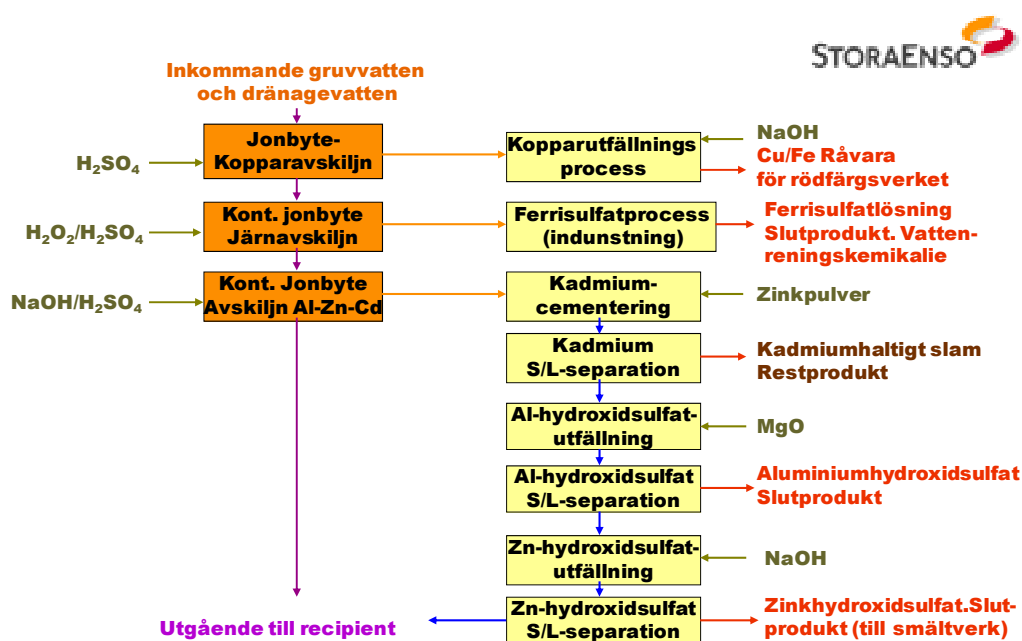 STORAENSO
Inkommande gruvvatten
och dränagevatten
Jonbyte-
Kopparavskiljn
H2SO4
Kopparutfällnings
process
NaOH
Cu/Fe Råvara
för rödfärgsverket
Kont. jonbyte
Järnavskiljn
H2O2/H2SO4
Ferrisulfatprocess
(indunstning)
Ferrisulfatlösning
Slutprodukt. Vatten-
reningskemikalie
Kont. Jonbyte
Avskiljn Al-Zn-Cd
NaOH/H2SO4
Kadmium-
cementering
Zinkpulver
Kadmium
S/L-separation
Kadmiumhaltigt slam
Restprodukt
Al-hydroxidsulfat-
utfällning
MgO
Al-hydroxidsulfat
S/L-separation
Aluminiumhydroxidsulfat
Slutprodukt
Zn-hydroxidsulfat-
utfällning
NaOH
Zn-hydroxidsulfat
S/L-separation
Zinkhydroxidsulfat.Slut-
produkt (till smältverk)
Utgående till recipient